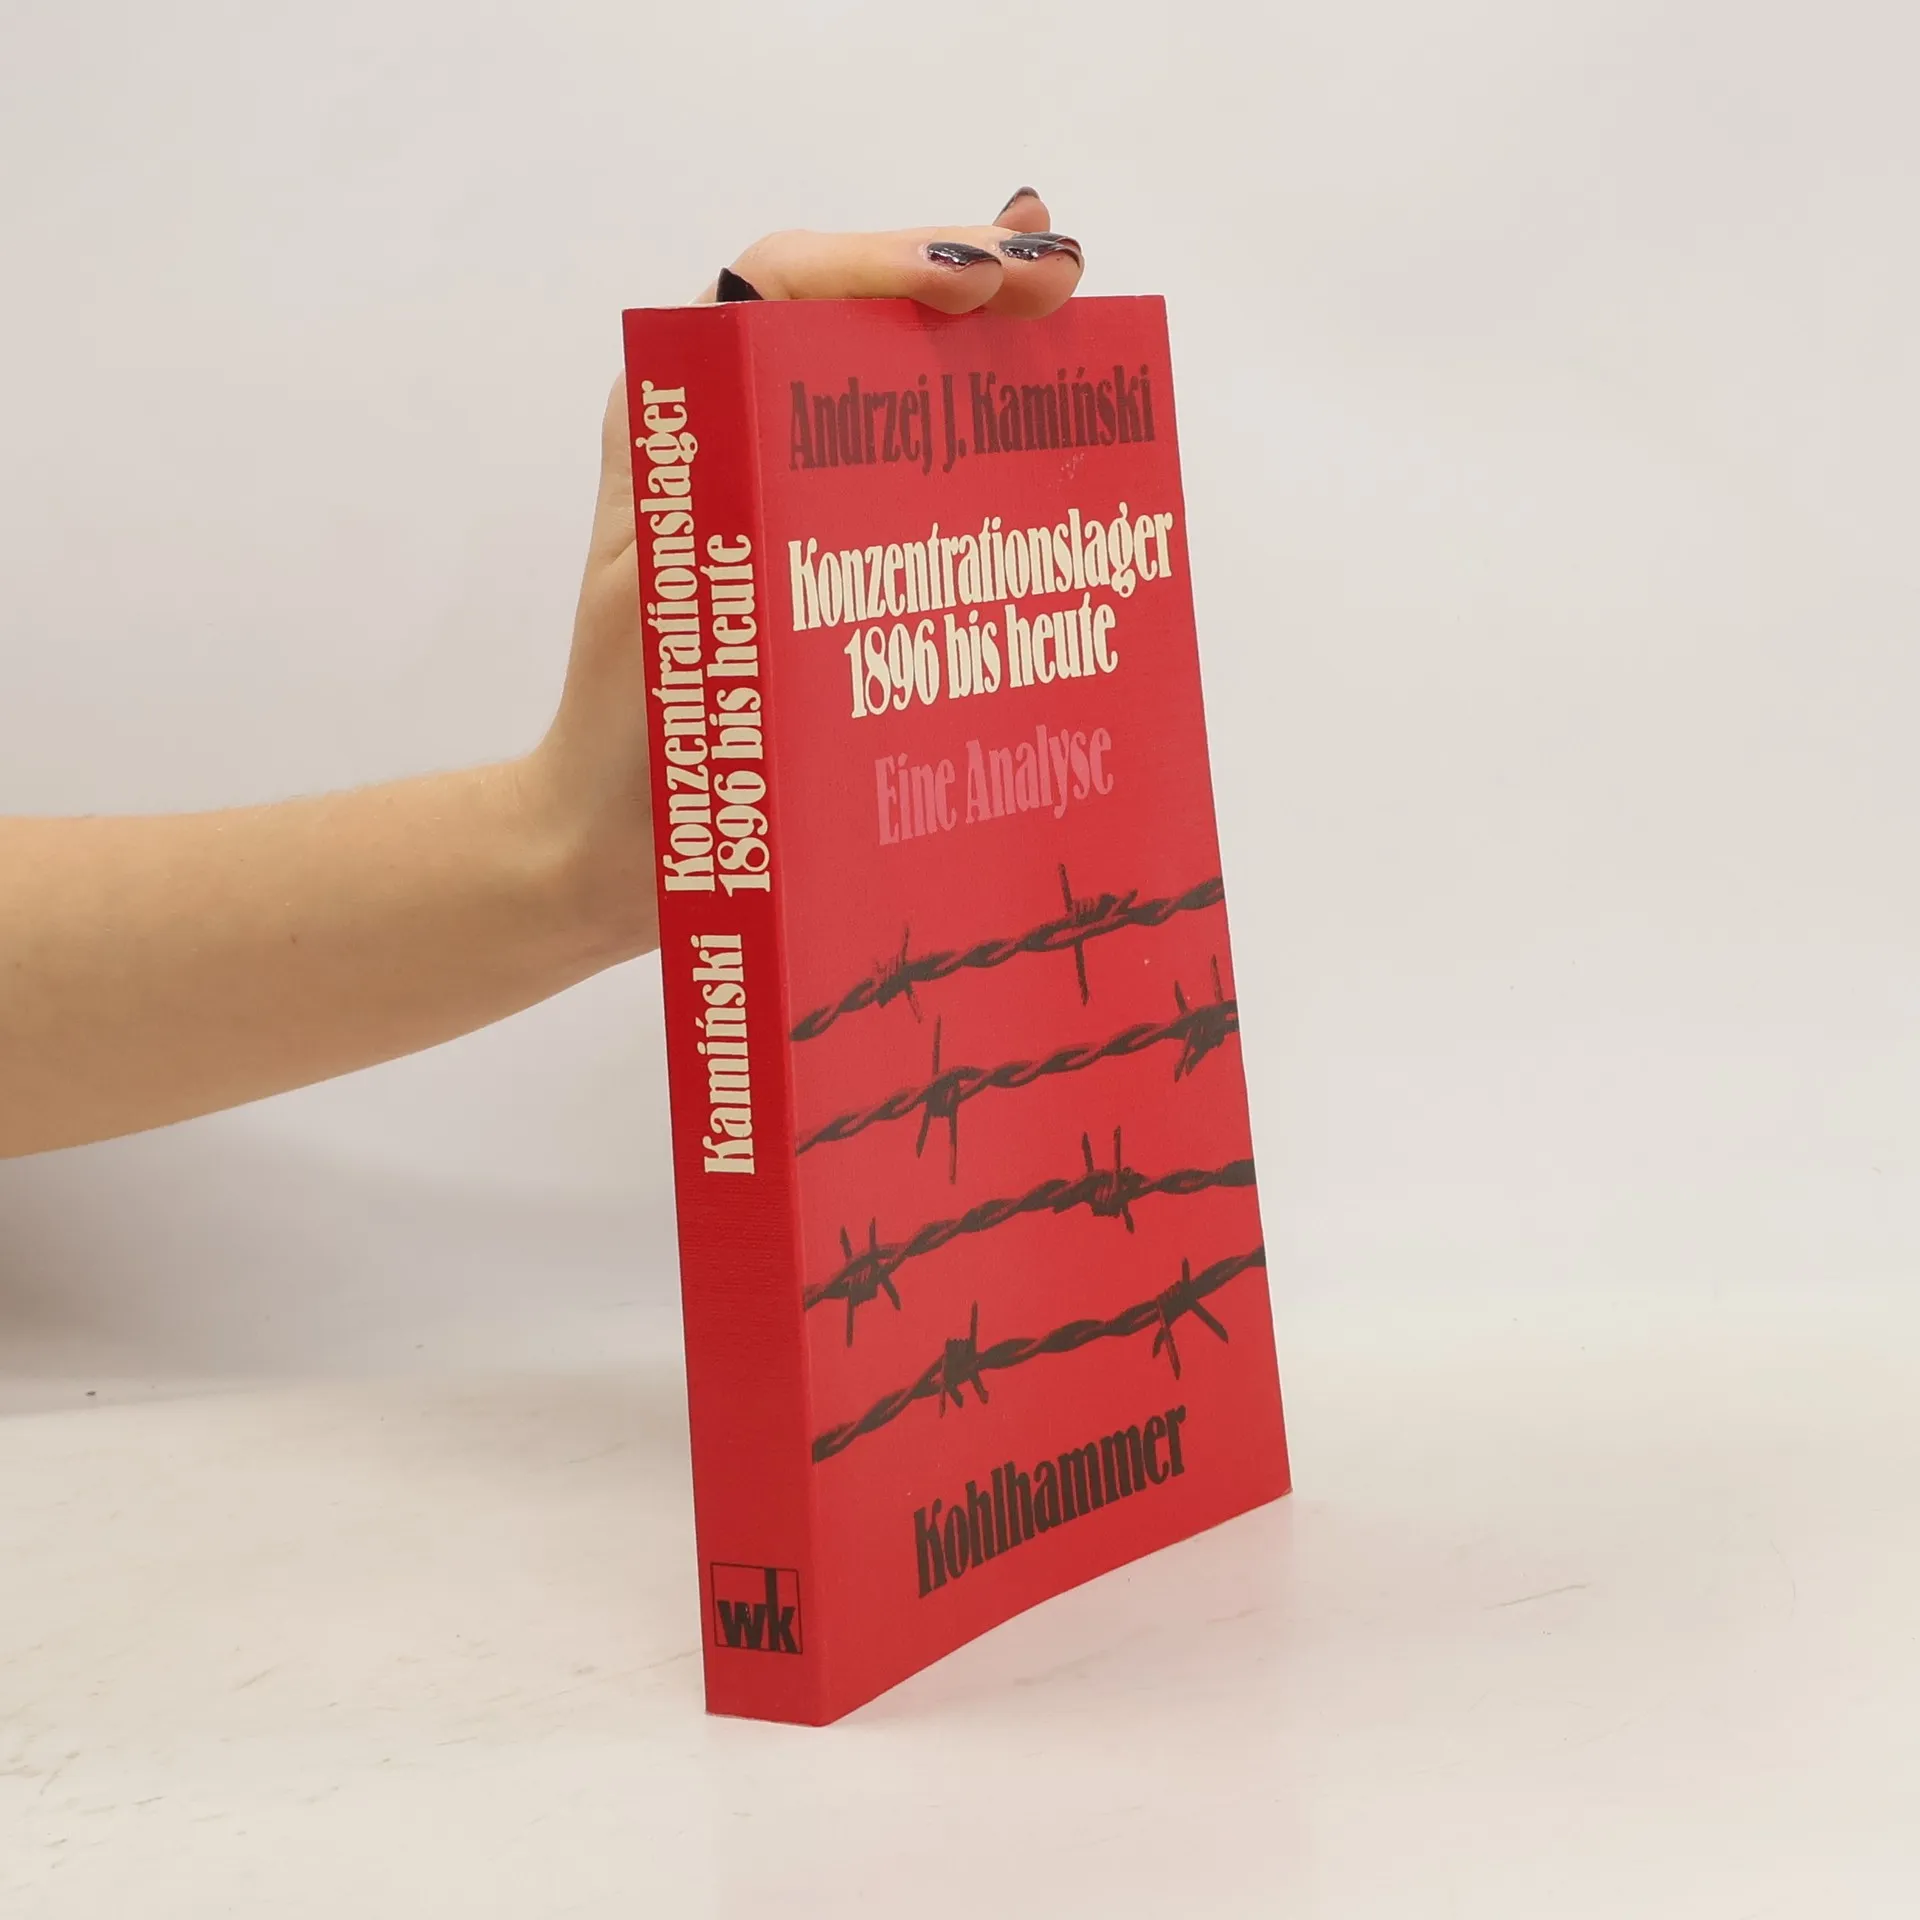 Andrzej J. Kamiński
Konzentrationslager
1896 bis heute
Eine Analyse
Kohlhammer
Kamiński
Konzentrationslager
1896 bis heute
wk